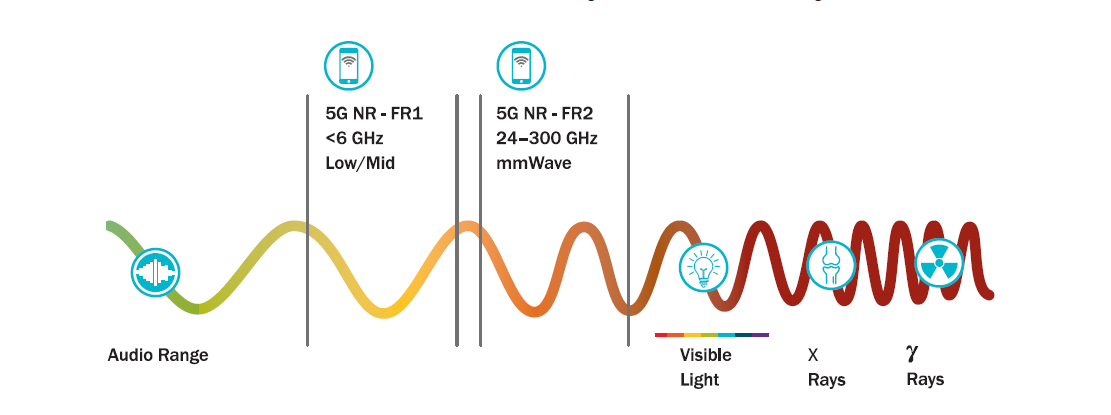 5G NR - FR1
<6 GHz
Low/Mid
5G NR - FR2
24–300 GHz
mmWave
Audio Range
Visible
Light
X
Rays
γ
Rays